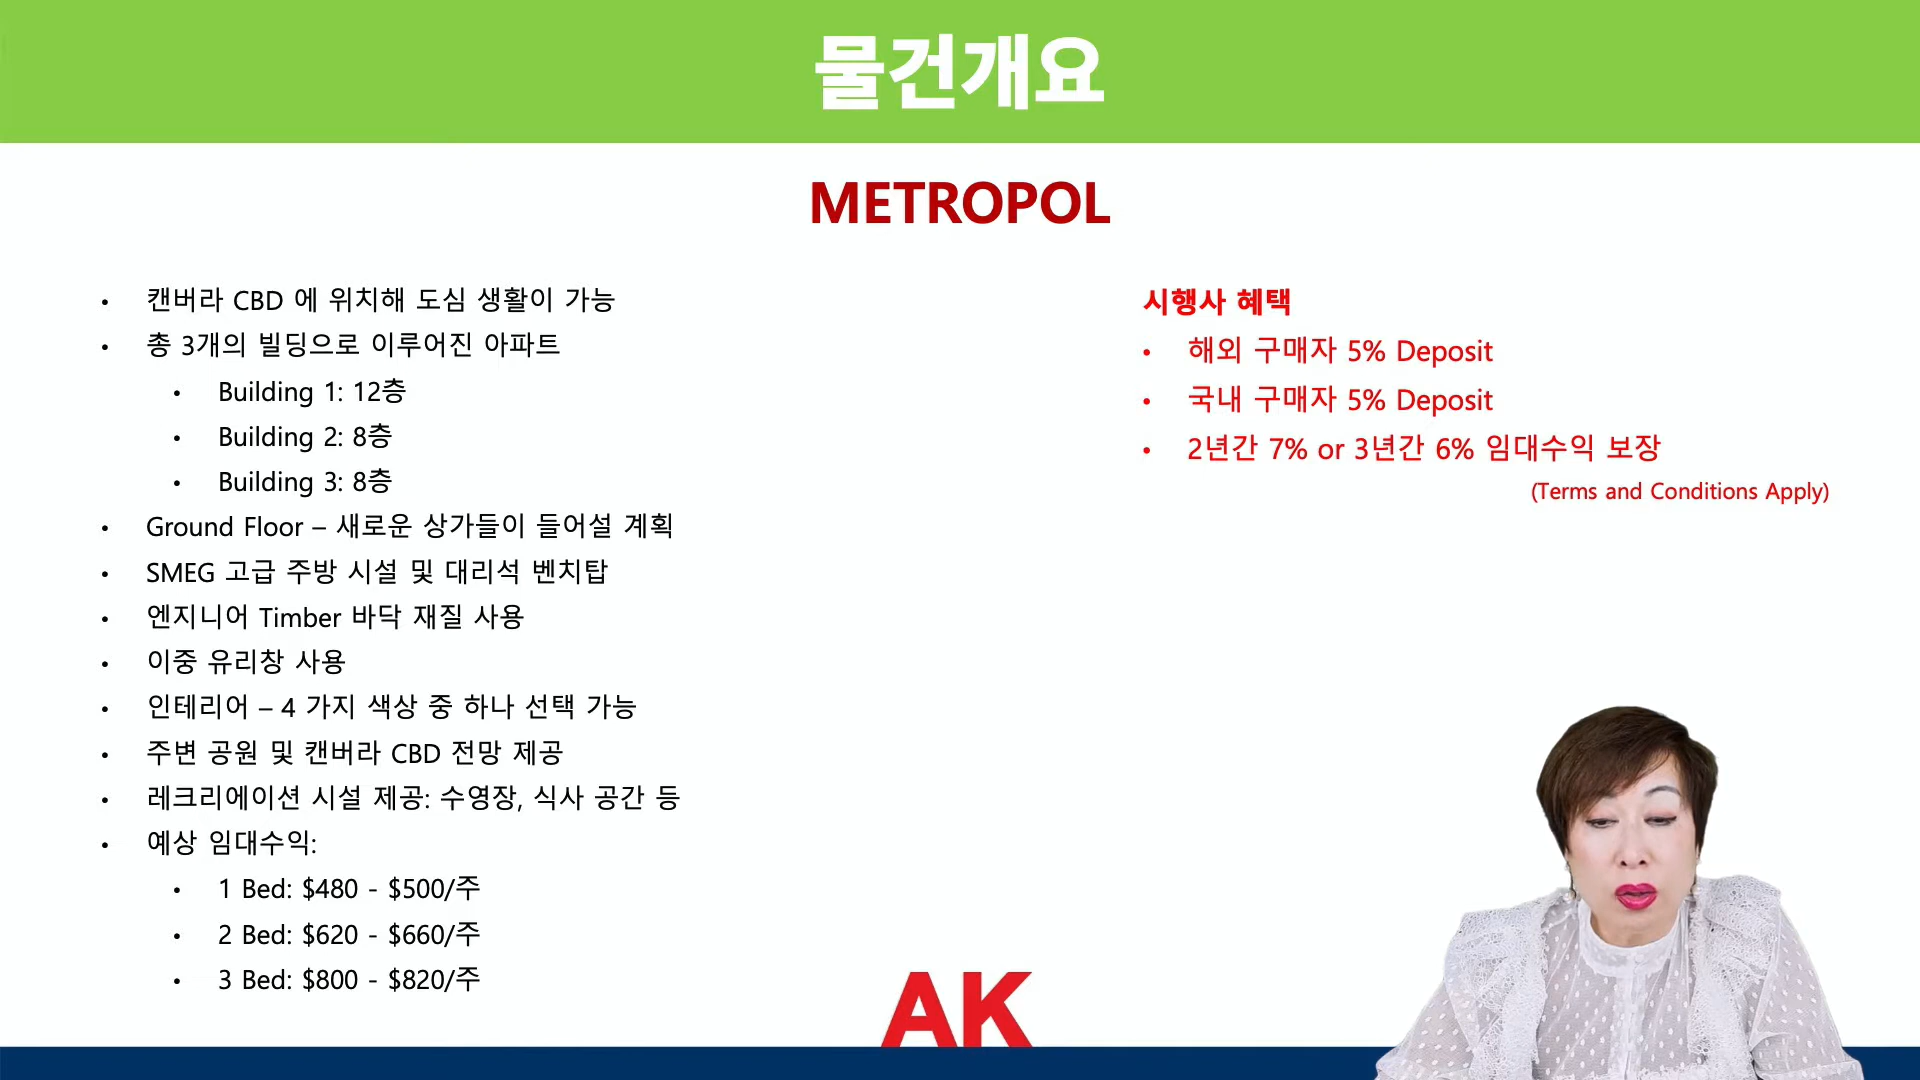 물건개요
METROPOL
• 캔버라 CBD 에 위치해 도심 생활이 가능
• 총 3개의 빌딩으로 이루어진 아파트
• Building 1: 12층
• Building 2: 8층
• Building 3: 8층
• Ground Floor – 새로운 상가들이 들어설 계획
• SMEG 고급 주방 시설 및 대리석 벤치탑
• 엔지니어 Timber 바닥 재질 사용
• 이중 유리창 사용
• 인테리어 – 4 가지 색상 중 하나 선택 가능
• 주변 공원 및 캔버라 CBD 전망 제공
• 레크리에이션 시설 제공: 수영장, 식사 공간 등
• 예상 임대수익:
• 1 Bed: $480 - $500/주
• 2 Bed: $620 - $660/주
• 3 Bed: $800 - $820/주
시행사 혜택
• 해외 구매자 5% Deposit
• 국내 구매자 5% Deposit
• 2년간 7% or 3년간 6% 임대수익 보장
(Terms and Conditions Apply)
AK